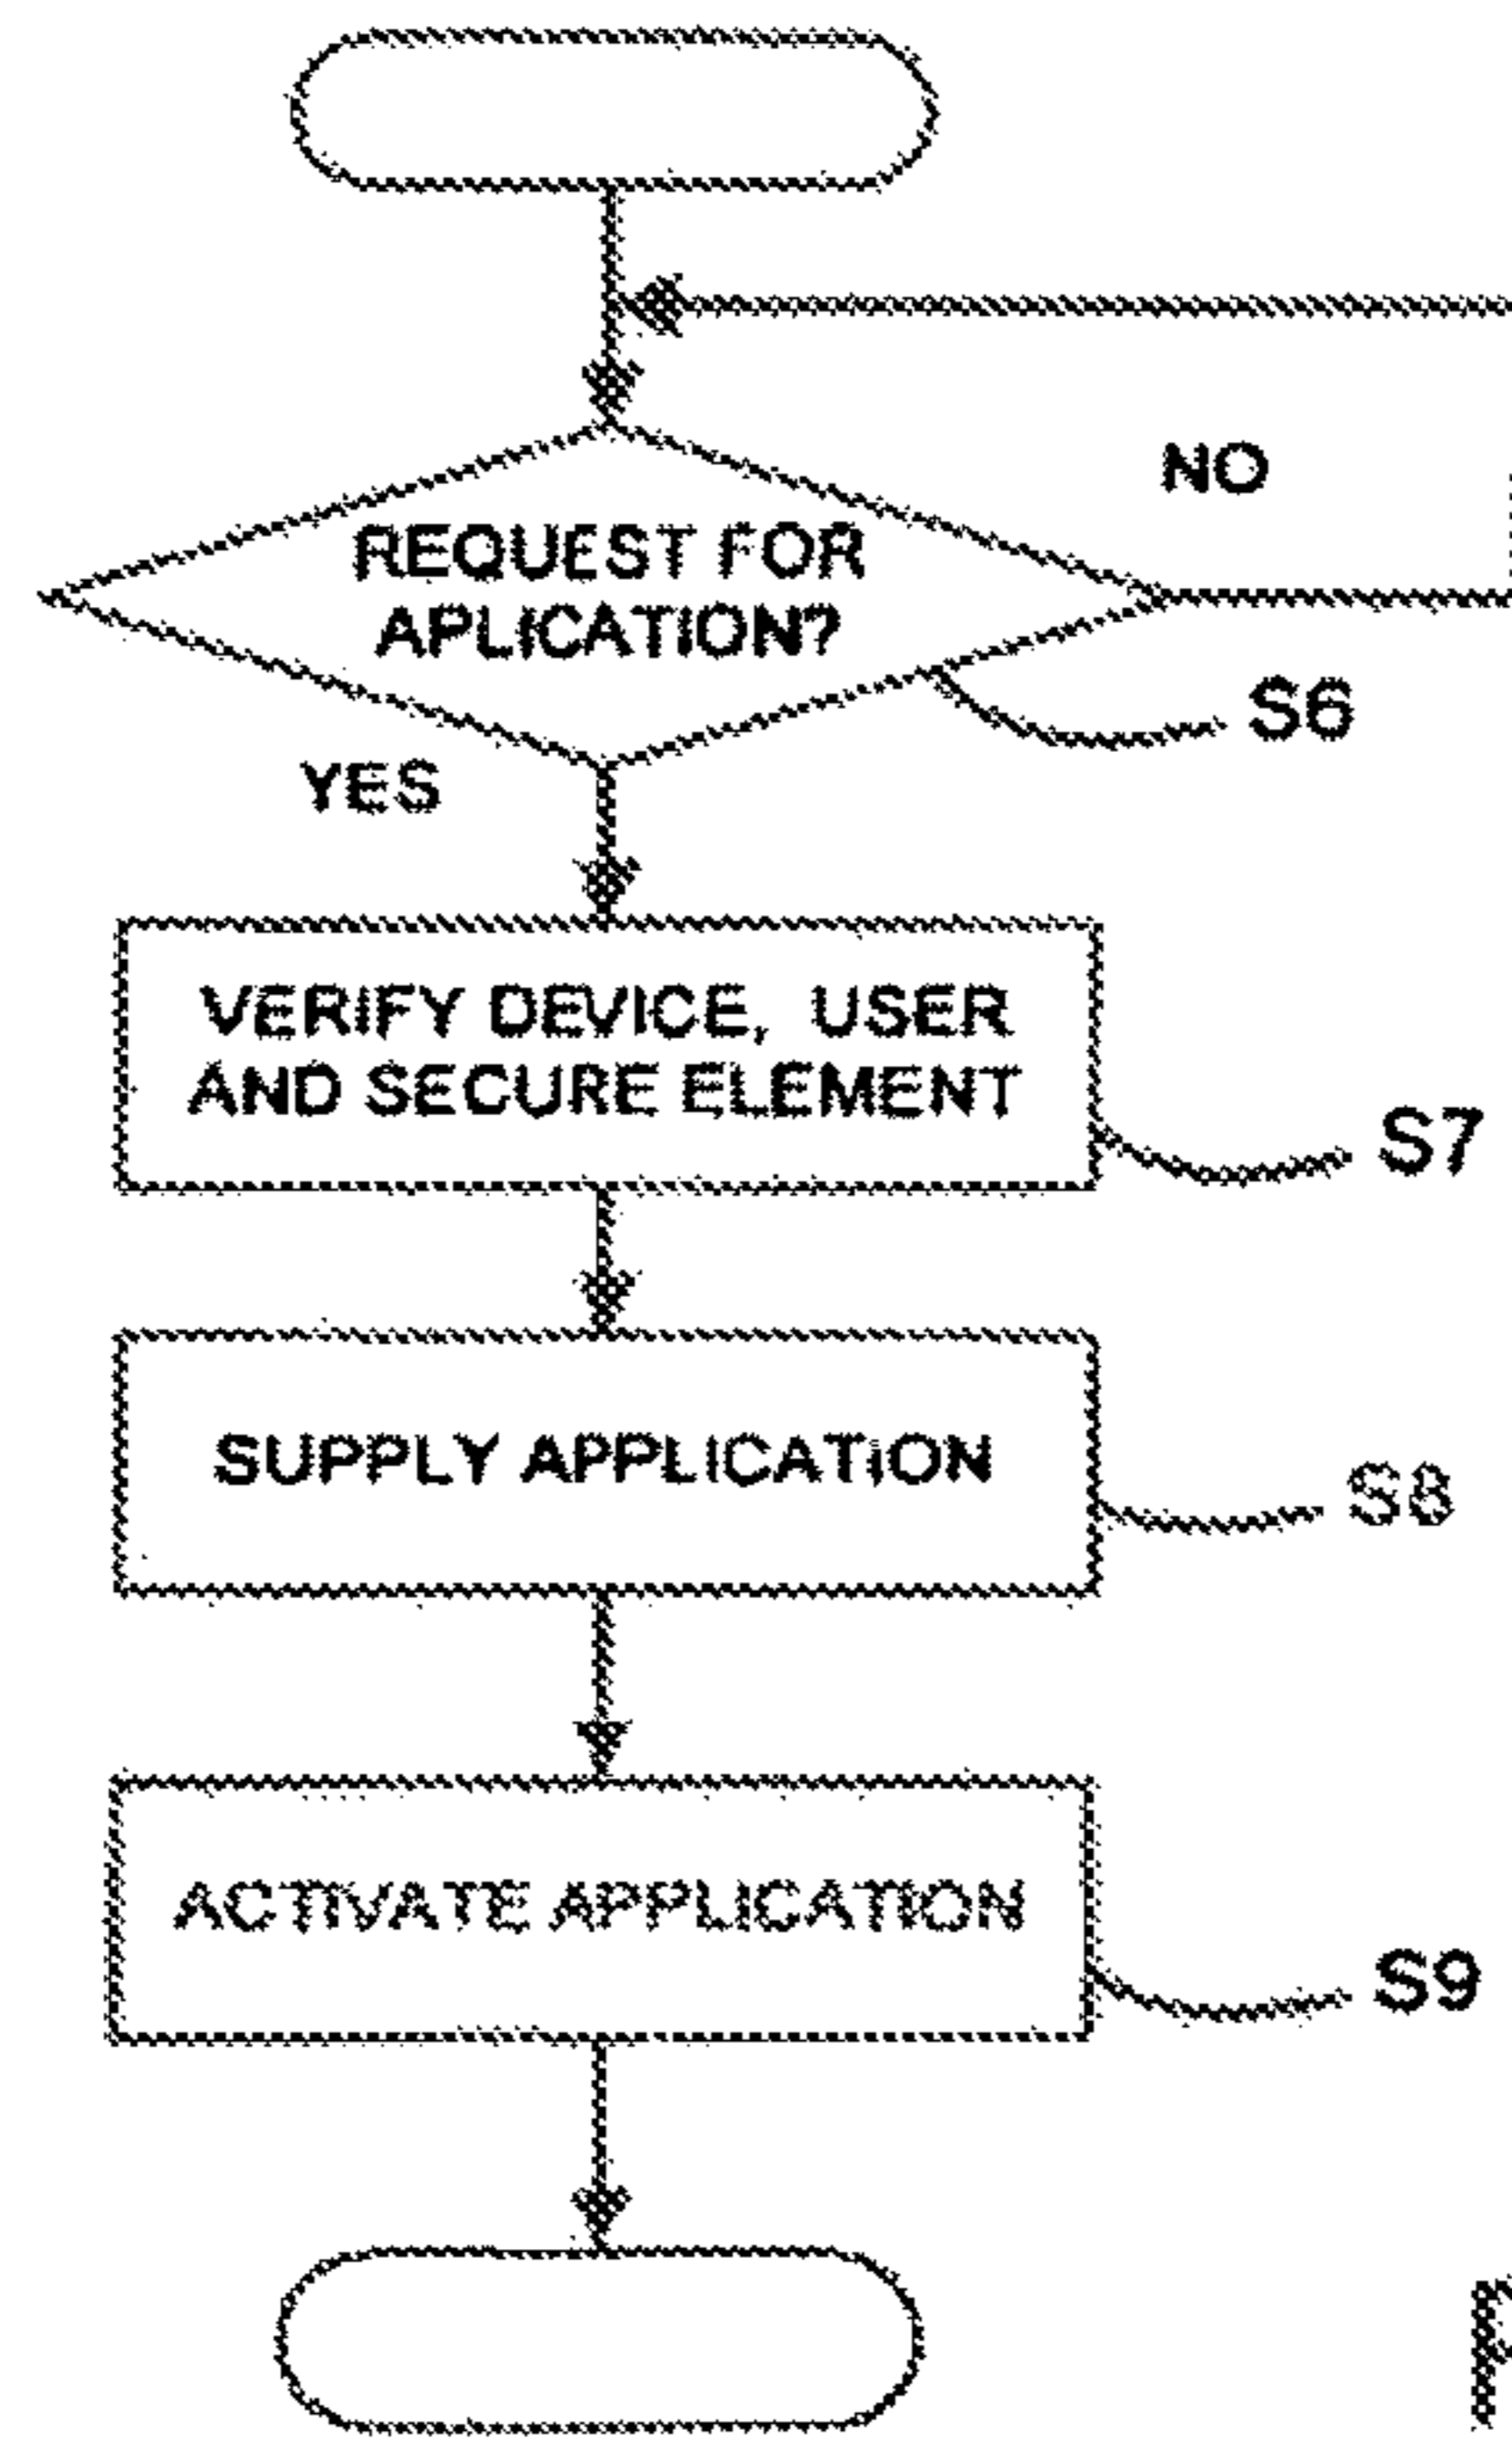 NO
REQUEST FOR
APLICATION?
S6
YES
VERIFY DEVICE, USER
AND SECURE ELEMENT
S7
SUPPLY APPLICATION
S8
ACTIVATE APPLICATION
S9